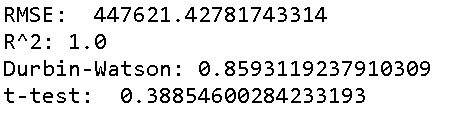 RMSE:  447621.42781743314
R^2: 1.0
Durbin-Watson: 0.8593119237910309
t-test:  0.38854600284233193